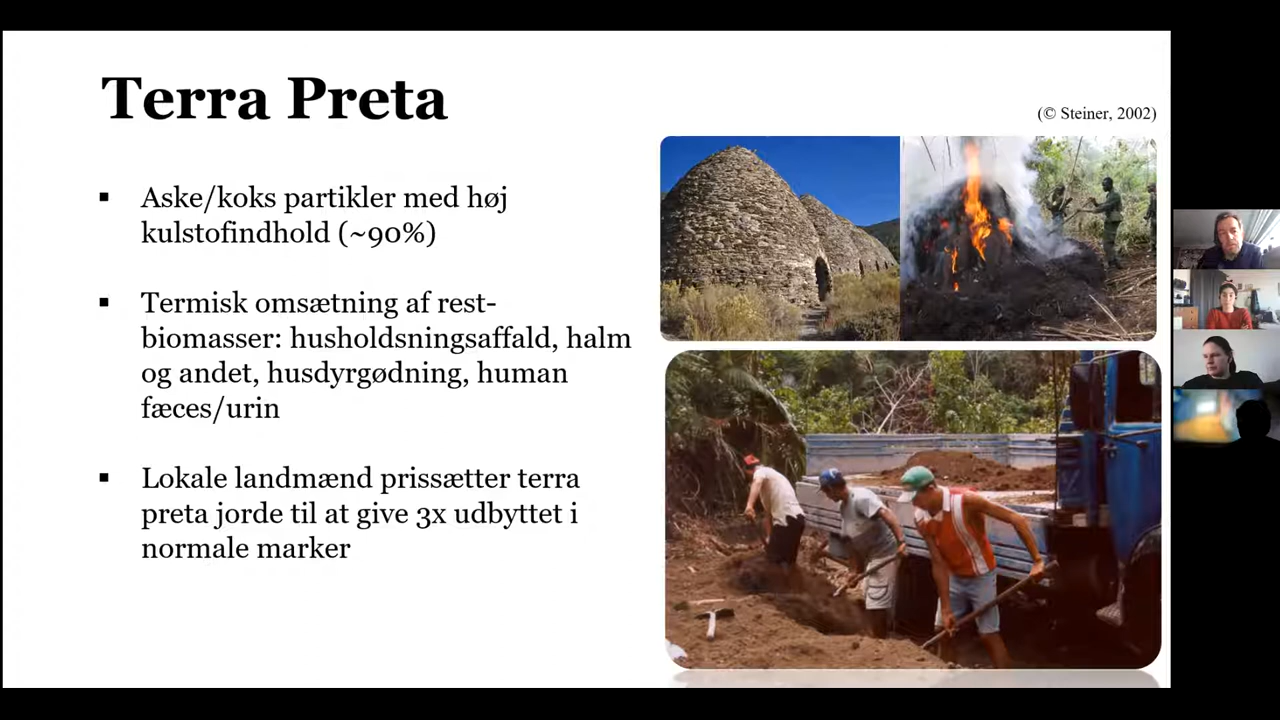 Terra Preta
(© Steiner, 2002)
▪ Aske/koks partikler med høj
kulstofindhold (~90%)
▪ Termisk omsætning af rest-
biomasser: husholdsningsaffald, halm
og andet, husdyrgødning, human
fæces/urin
▪ Lokale landmænd prissætter terra
preta jorde til at give 3x udbyttet i
normale marker